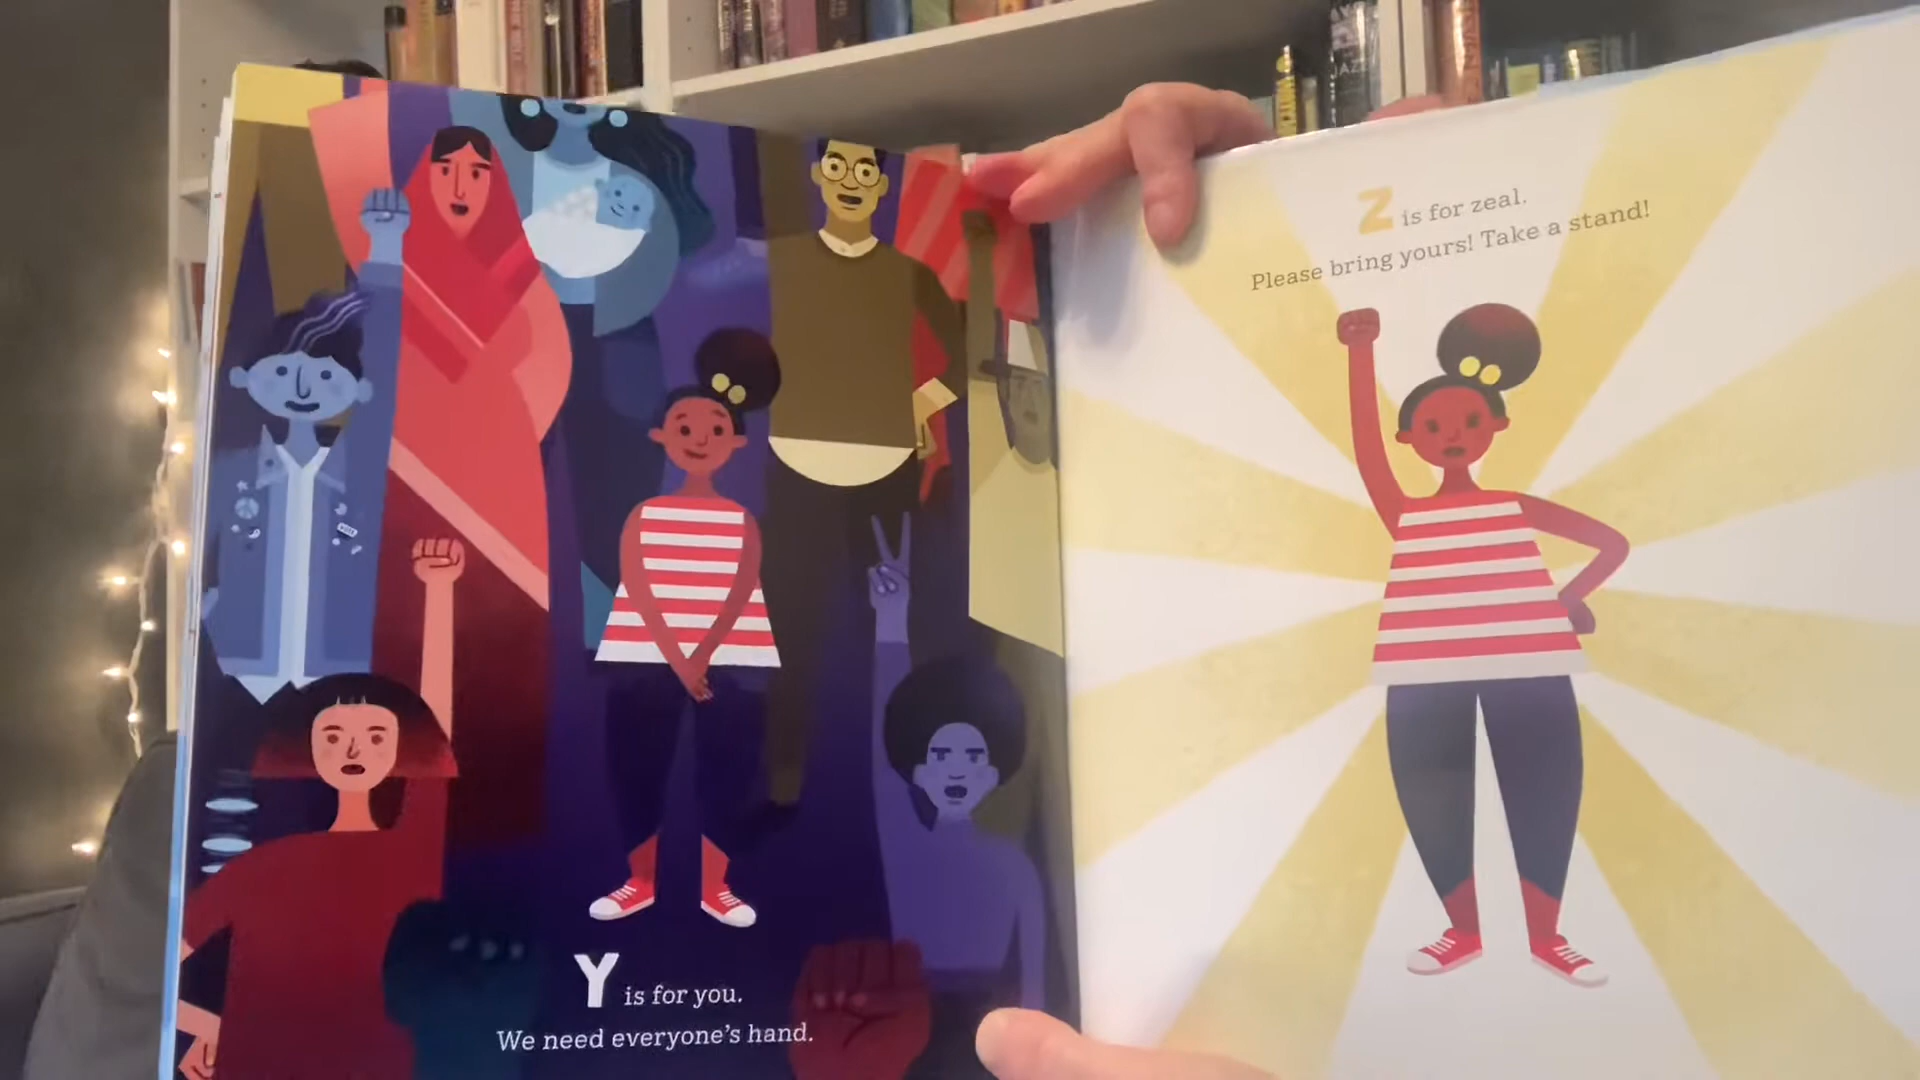 Y is for you.
We need everyone's hand.
Z is for zeal.
Please bring yours! Take a stand!